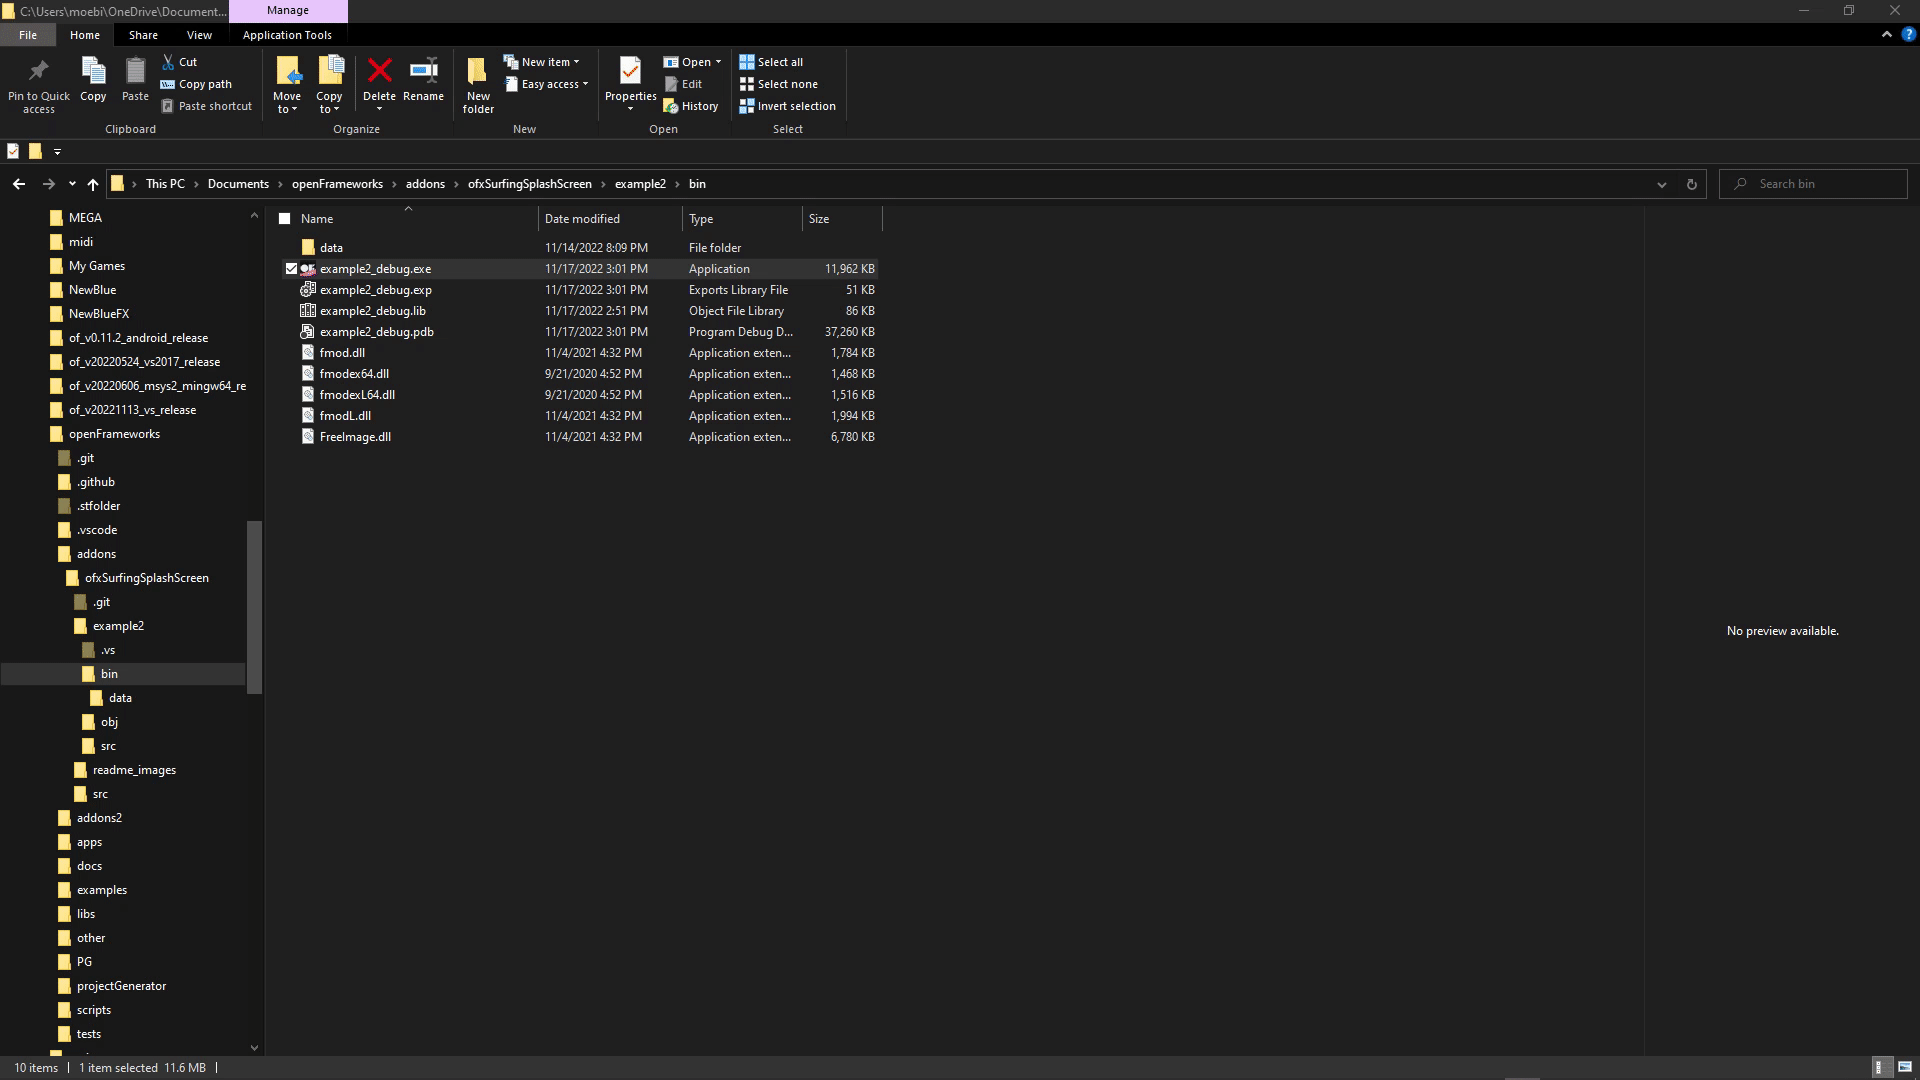 C:\Users\moebi\OneDrive\Document...
Manage
File
Home
Share
View
Application Tools
Pin to Quick
access
Copy
Paste
Cut
Copy path
Paste shortcut
Clipboard
Move
to
Copy
to
Delete
Rename
Organize
New
folder
New item
Easy access
New
Properties
Open
Edit
History
Open
Select all
Select none
Invert selection
Select
This PC
Documents
openFrameworks
addons
ofxSurfingSplashScreen
example2
bin
Search bin
MEGA
midi
My Games
NewBlue
NewBlueFX
of_v0.11.2_android_release
of_v20220524_vs2017_release
of_v20220606_msys2_mingw64_re
of_v20221113_vs_release
openFrameworks
.git
.github
.stfolder
.vscode
addons
ofxSurfingSplashScreen
.git
example2
.vs
bin
data
obj
src
readme_images
src
addons2
apps
docs
examples
libs
other
PG
projectGenerator
scripts
tests
Name Date modified Type Size
data 11/14/2022 8:09 PM File folder
example2_debug.exe 11/17/2022 3:01 PM Application 11,962 KB
example2_debug.exp 11/17/2022 3:01 PM Exports Library File 51 KB
example2_debug.lib 11/17/2022 2:51 PM Object File Library 86 KB
example2_debug.pdb 11/17/2022 3:01 PM Program Debug D... 37,260 KB
fmod.dll 11/4/2021 4:32 PM Application exten... 1,784 KB
fmodex64.dll 9/21/2020 4:52 PM Application exten... 1,468 KB
fmodexL64.dll 9/21/2020 4:52 PM Application exten... 1,516 KB
fmodL.dll 11/4/2021 4:32 PM Application exten... 1,994 KB
FreeImage.dll 11/4/2021 4:32 PM Application exten... 6,780 KB
No preview available.
10 items
1 item selected 11.6 MB